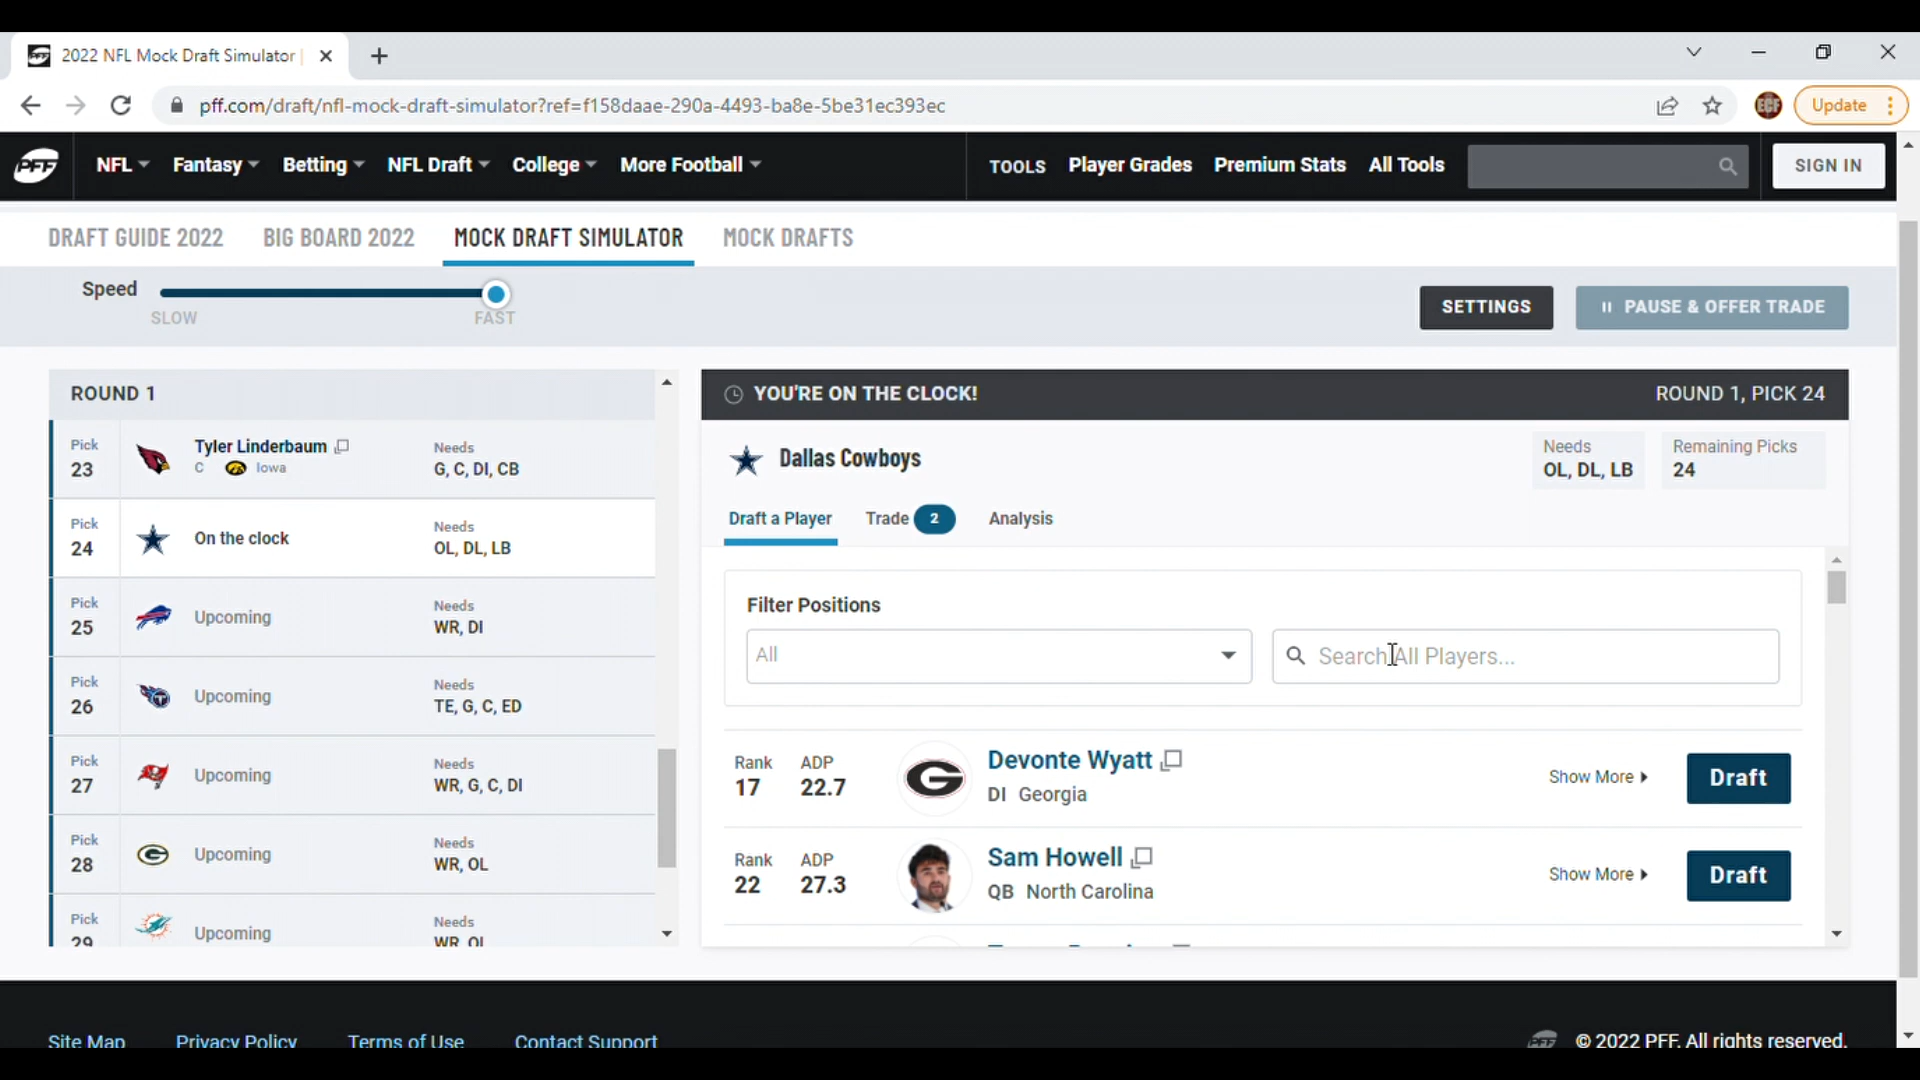 2022 NFL Mock Draft Simulator |
pff.com/draft/nfl-mock-draft-simulator?ref=f158daae-290a-4493-ba8e-5be31ec393ec
ECF
Update
PFF
NFL Fantasy Betting NFL Draft College More Football
TOOLS Player Grades Premium Stats All Tools
SIGN IN
DRAFT GUIDE 2022 BIG BOARD 2022 MOCK DRAFT SIMULATOR MOCK DRAFTS
Speed
SLOW FAST
SETTINGS
PAUSE & OFFER TRADE
ROUND 1
Pick 23
Tyler Linderbaum
C Iowa
Needs
G, C, DI, CB
Pick 24
On the clock
Needs
OL, DL, LB
Pick 25
Upcoming
Needs
WR, DI
Pick 26
Upcoming
Needs
TE, G, C, ED
Pick 27
Upcoming
Needs
WR, G, C, DI
Pick 28
Upcoming
Needs
WR, OL
Pick 29
Upcoming
Needs
WR, OL
YOU'RE ON THE CLOCK!
ROUND 1, PICK 24
Dallas Cowboys
Needs
OL, DL, LB
Remaining Picks
24
Draft a Player Trade 2 Analysis
Filter Positions
All
Search All Players...
Rank 17
ADP 22.7
Devonte Wyatt
DI Georgia
Show More
Draft
Rank 22
ADP 27.3
Sam Howell
QB North Carolina
Show More
Draft
Site Map Privacy Policy Terms of Use Contact Support
PFF © 2022 PFF. All rights reserved.